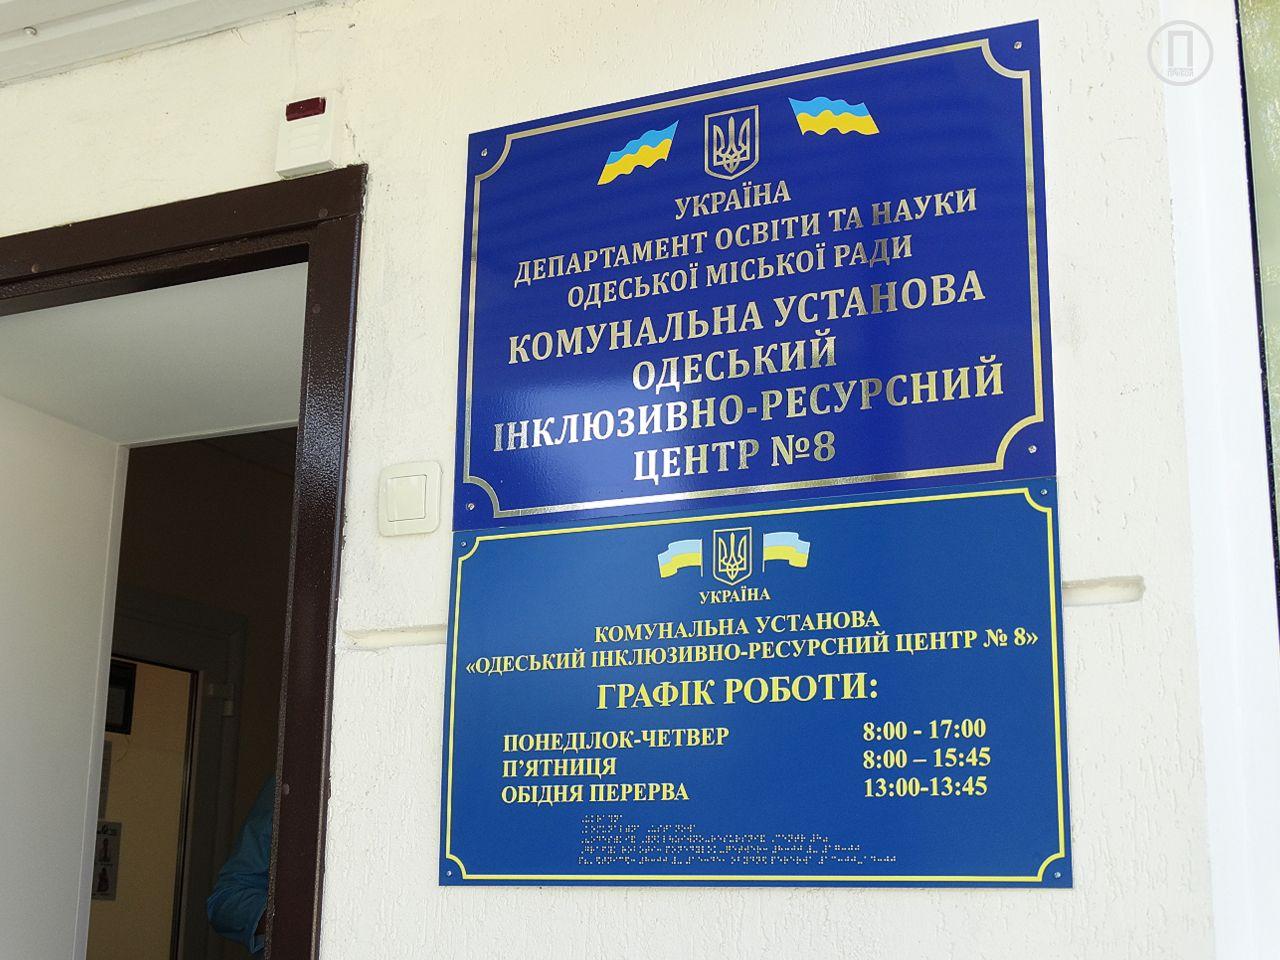 УКРАЇНА
ДЕПАРТАМЕНТ ОСВІТИ ТА НАУКИ
ОДЕСЬКОЇ МІСЬКОЇ РАДИ
КОМУНАЛЬНА УСТАНОВА
ОДЕСЬКИЙ
ІНКЛЮЗИВНО-РЕСУРСНИЙ
ЦЕНТР №8
УКРАЇНА
КОМУНАЛЬНА УСТАНОВА
«ОДЕСЬКИЙ ІНКЛЮЗИВНО-РЕСУРСНИЙ ЦЕНТР № 8»
ГРАФІК РОБОТИ:
ПОНЕДІЛОК-ЧЕТВЕР 8:00 - 17:00
П'ЯТНИЦЯ 8:00 – 15:45
ОБІДНЯ ПЕРЕРВА 13:00-13:45